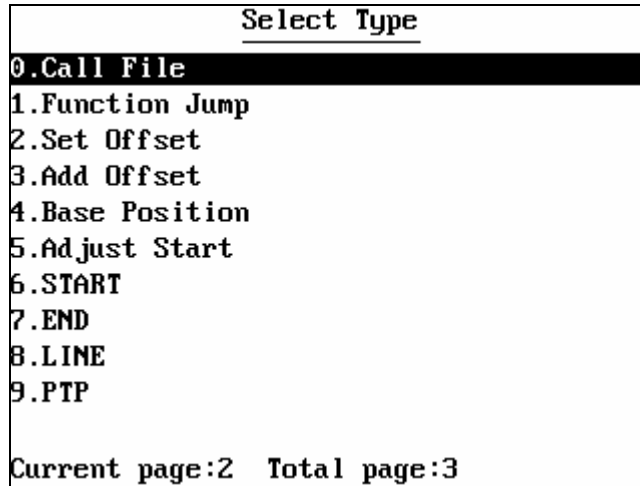 Select Type
0.Call File
1.Function Jump
2.Set Offset
3.Add Offset
4.Base Position
5.Adjust Start
6.START
7.END
8.LINE
9.PTP
Current page:2 Total page:3